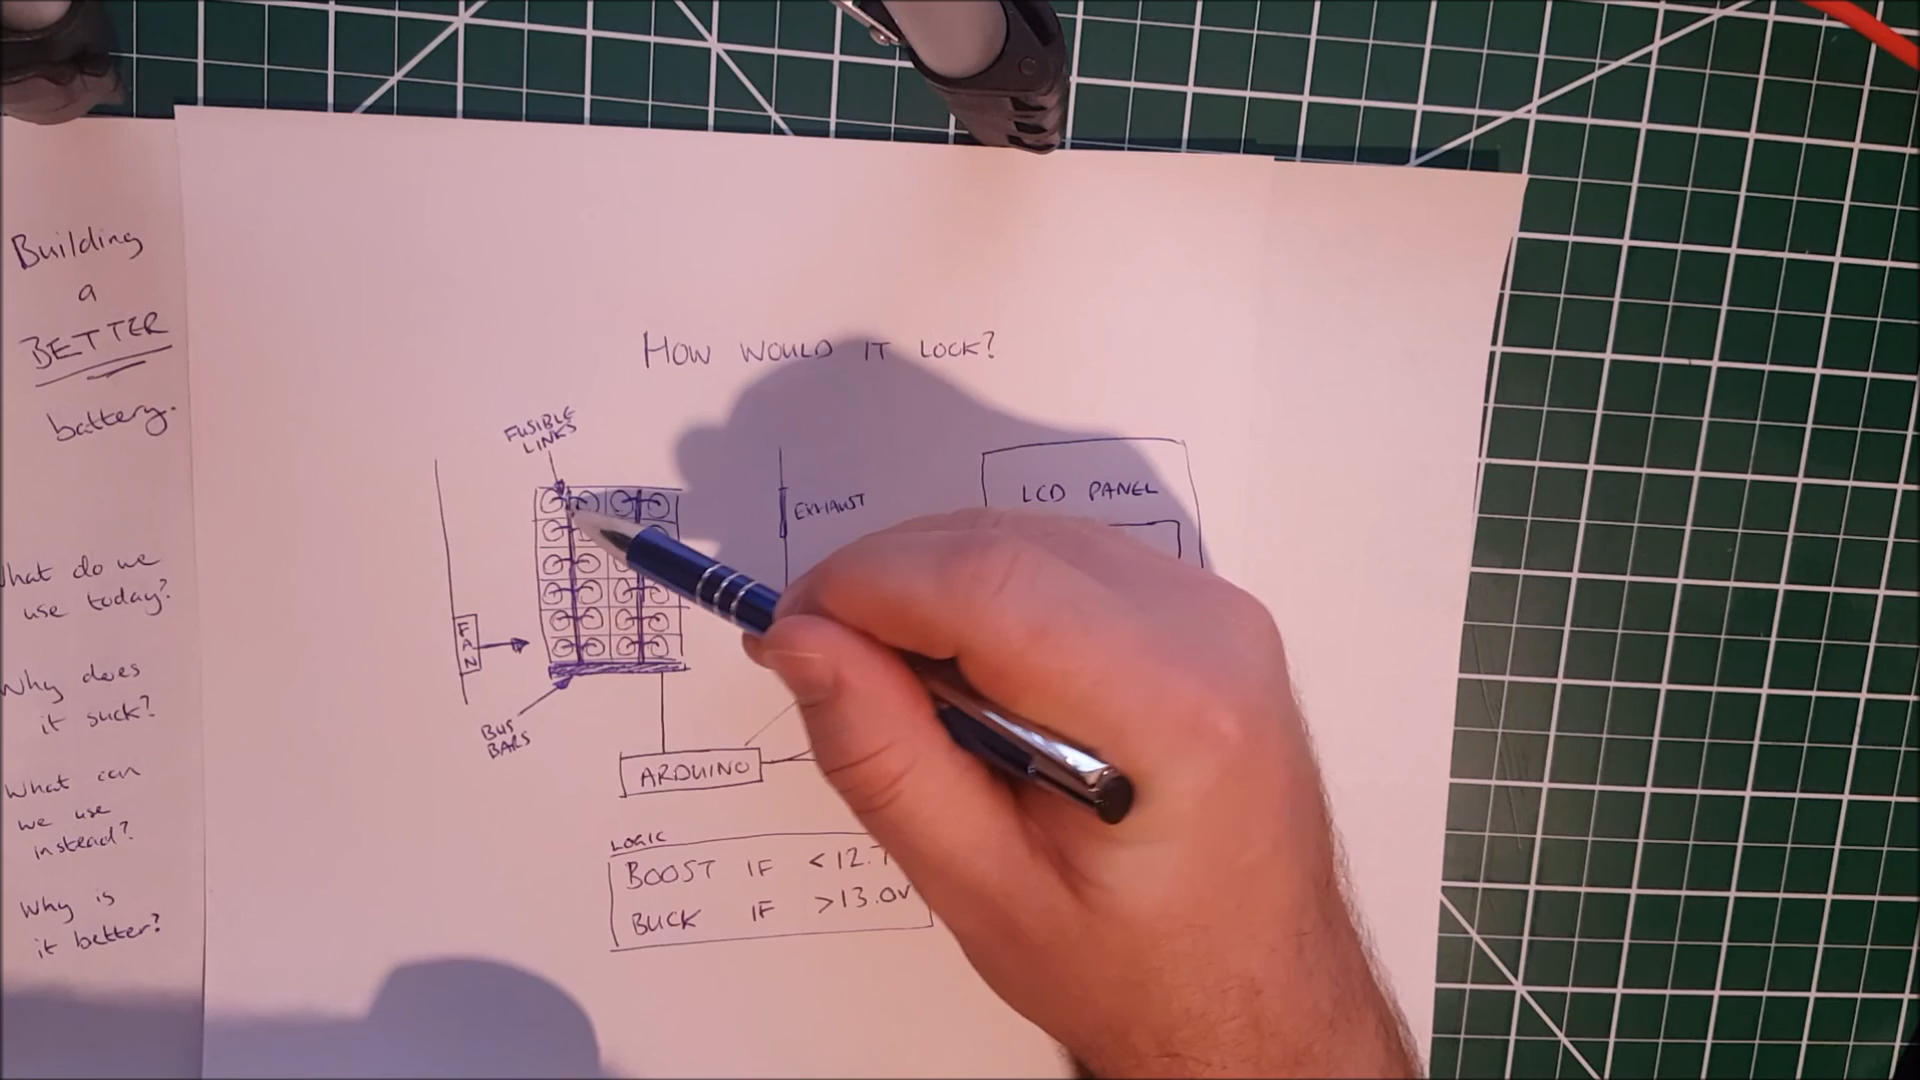 Building
a
BETTER
battery.
What do we
use today?
Why does
it suck?
What can
we use
instead?
Why is
it better?
HOW WOULD IT LOOK?
FUSIBLE
LINKS
FAN
BUS
BARS
EXHAUST
LCD PANEL
ARDUINO
LOGIC
BOOST IF <12.7
BUCK IF >13.0V